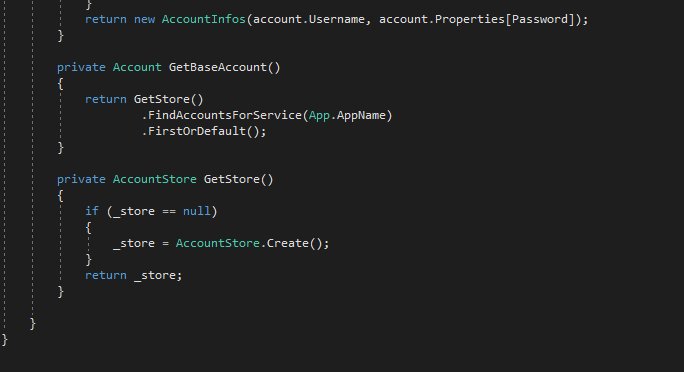 }
return new AccountInfos(account.Username, account.Properties[Password]);
}
private Account GetBaseAccount()
{
return GetStore()
.FindAccountsForService(App.AppName)
.FirstOrDefault();
}
private AccountStore GetStore()
{
if (_store == null)
{
_store = AccountStore.Create();
}
return _store;
}
}
}